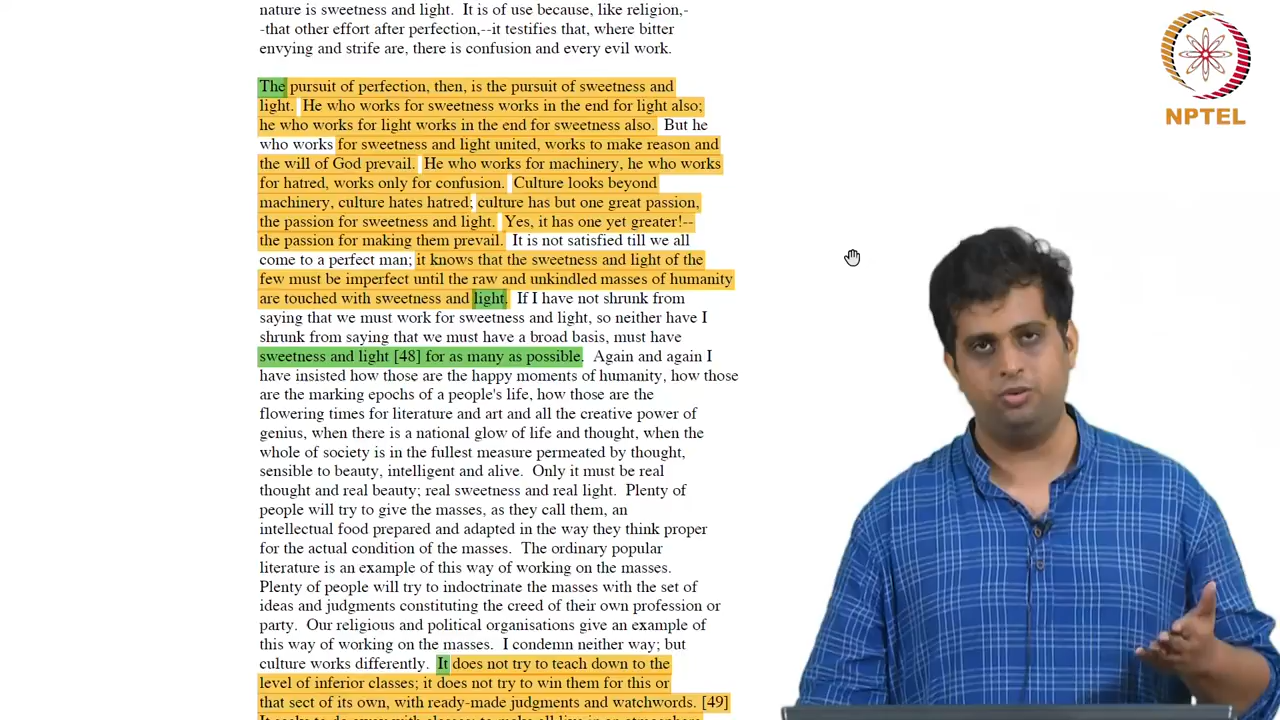 nature is sweetness and light.  It is of use because, like religion,-
-that other effort after perfection,--it testifies that, where bitter
envying and strife are, there is confusion and every evil work.
The pursuit of perfection, then, is the pursuit of sweetness and
light.  He who works for sweetness works in the end for light also;
he who works for light works in the end for sweetness also.  But he
who works for sweetness and light united, works to make reason and
the will of God prevail.  He who works for machinery, he who works
for hatred, works only for confusion.  Culture looks beyond
machinery, culture hates hatred; culture has but one great passion,
the passion for sweetness and light.  Yes, it has one yet greater!--
the passion for making them prevail.  It is not satisfied till we all
come to a perfect man; it knows that the sweetness and light of the
few must be imperfect until the raw and unkindled masses of humanity
are touched with sweetness and light.  If I have not shrunk from
saying that we must work for sweetness and light, so neither have I
shrunk from saying that we must have a broad basis, must have
sweetness and light [48] for as many as possible.  Again and again I
have insisted how those are the happy moments of humanity, how those
are the marking epochs of a people's life, how those are the
flowering times for literature and art and all the creative power of
genius, when there is a national glow of life and thought, when the
whole of society is in the fullest measure permeated by thought,
sensible to beauty, intelligent and alive.  Only it must be real
thought and real beauty; real sweetness and real light.  Plenty of
people will try to give the masses, as they call them, an
intellectual food prepared and adapted in the way they think proper
for the actual condition of the masses.  The ordinary popular
literature is an example of this way of working on the masses.
Plenty of people will try to indoctrinate the masses with the set of
ideas and judgments constituting the creed of their own profession or
party.  Our religious and political organisations give an example of
this way of working on the masses.  I condemn neither way; but
culture works differently.  It does not try to teach down to the
level of inferior classes; it does not try to win them for this or
that sect of its own, with ready-made judgments and watchwords. [49]
It seeks to do away with classes; to make all live in an atmosphere
NPTEL